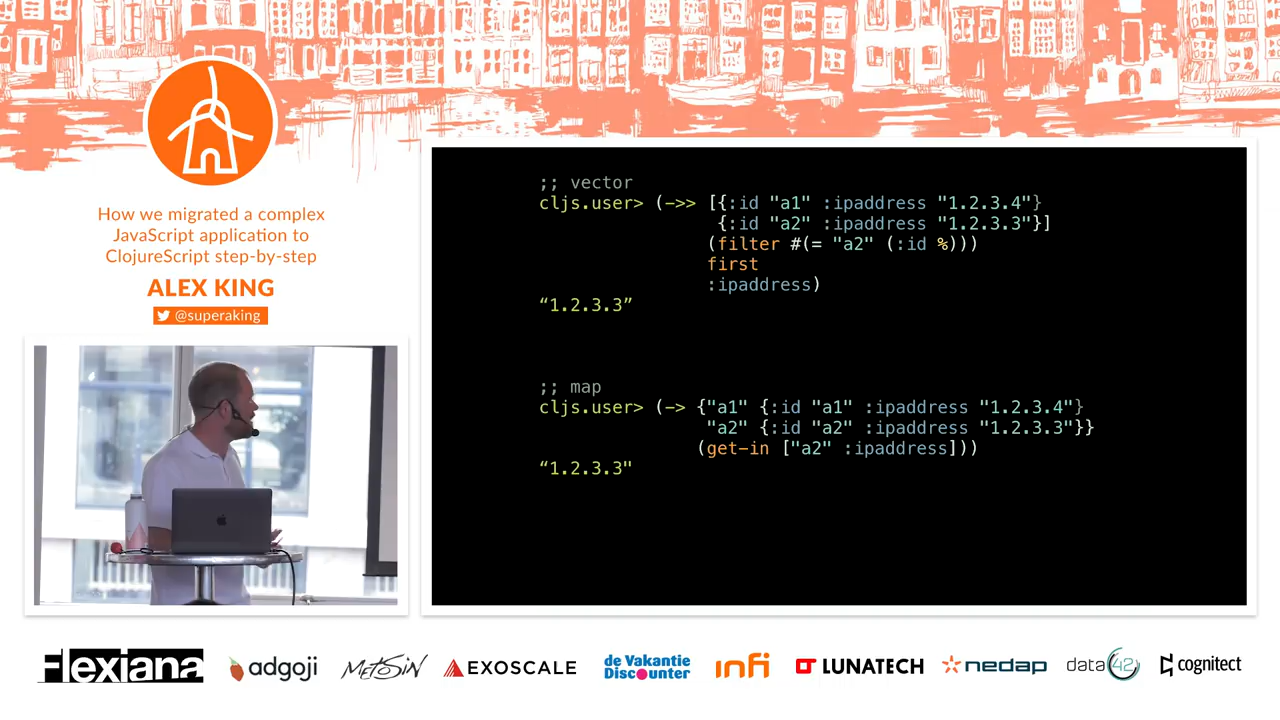 How we migrated a complex
JavaScript application to
ClojureScript step-by-step
ALEX KING
@superaking
;; vector
cljs.user> (->> [{:id "a1" :ipaddress "1.2.3.4"}
{:id "a2" :ipaddress "1.2.3.3"}]
(filter #(= "a2" (:id %)))
first
:ipaddress)
“1.2.3.3”
;; map
cljs.user> (-> {"a1" {:id "a1" :ipaddress "1.2.3.4"}
"a2" {:id "a2" :ipaddress "1.2.3.3"}}
(get-in ["a2" :ipaddress]))
“1.2.3.3"
Flexiana
adgoji
METOSIN
EXOSCALE
de Vakantie
Discounter
infi
LUNATECH
nedap
data42
cognitect